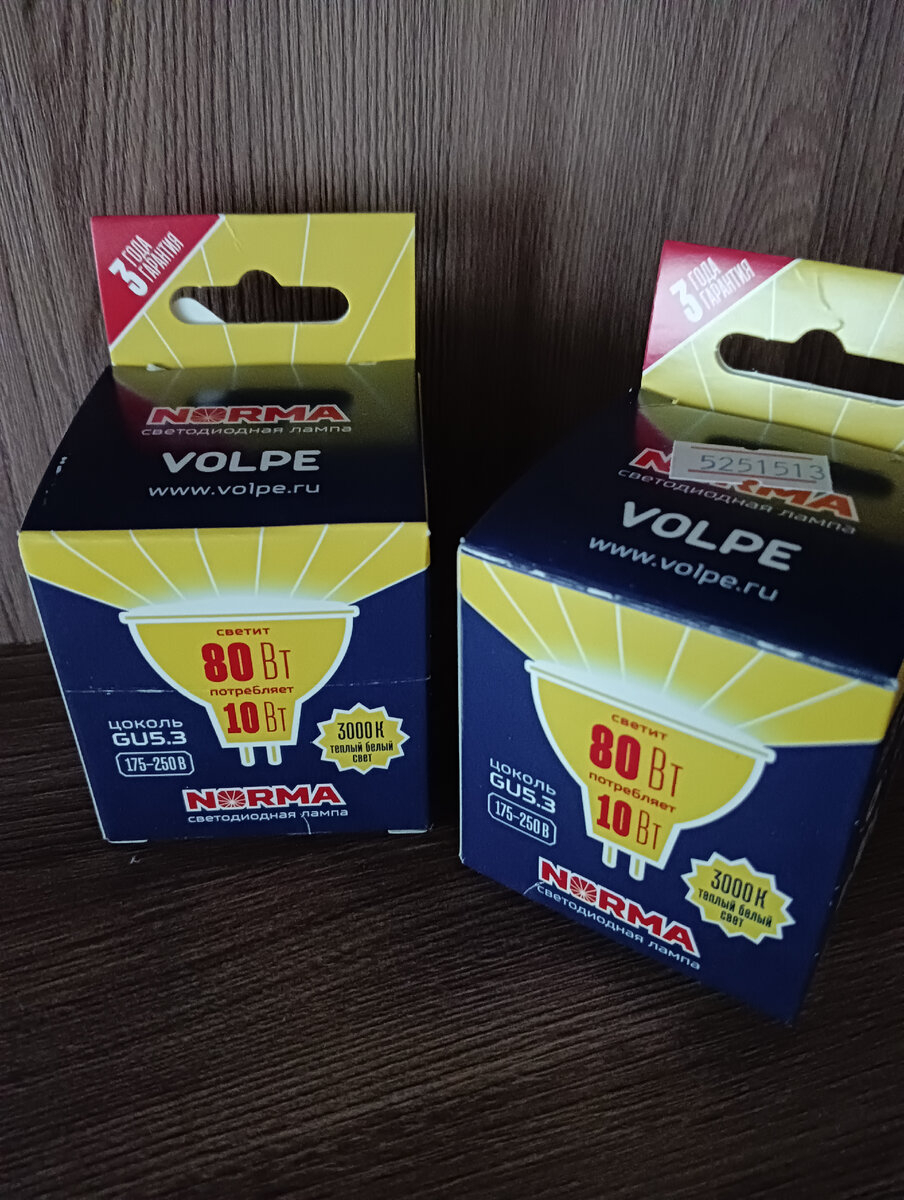 3 ГОДА
ГАРАНТИЯ
NORMA
светодиодная лампа
VOLPE
www.volpe.ru
светит
80 Вт
потребляет
10 Вт
цоколь
GU5.3
175-250 В
3000 К
теплый белый
свет
NORMA
светодиодная лампа
3 ГОДА
ГАРАНТИЯ
5251513
NORMA
светодиодная лампа
VOLPE
www.volpe.ru
светит
80 Вт
потребляет
10 Вт
цоколь
GU5.3
175-250 В
3000 К
теплый белый
свет
NORMA
светодиодная лампа